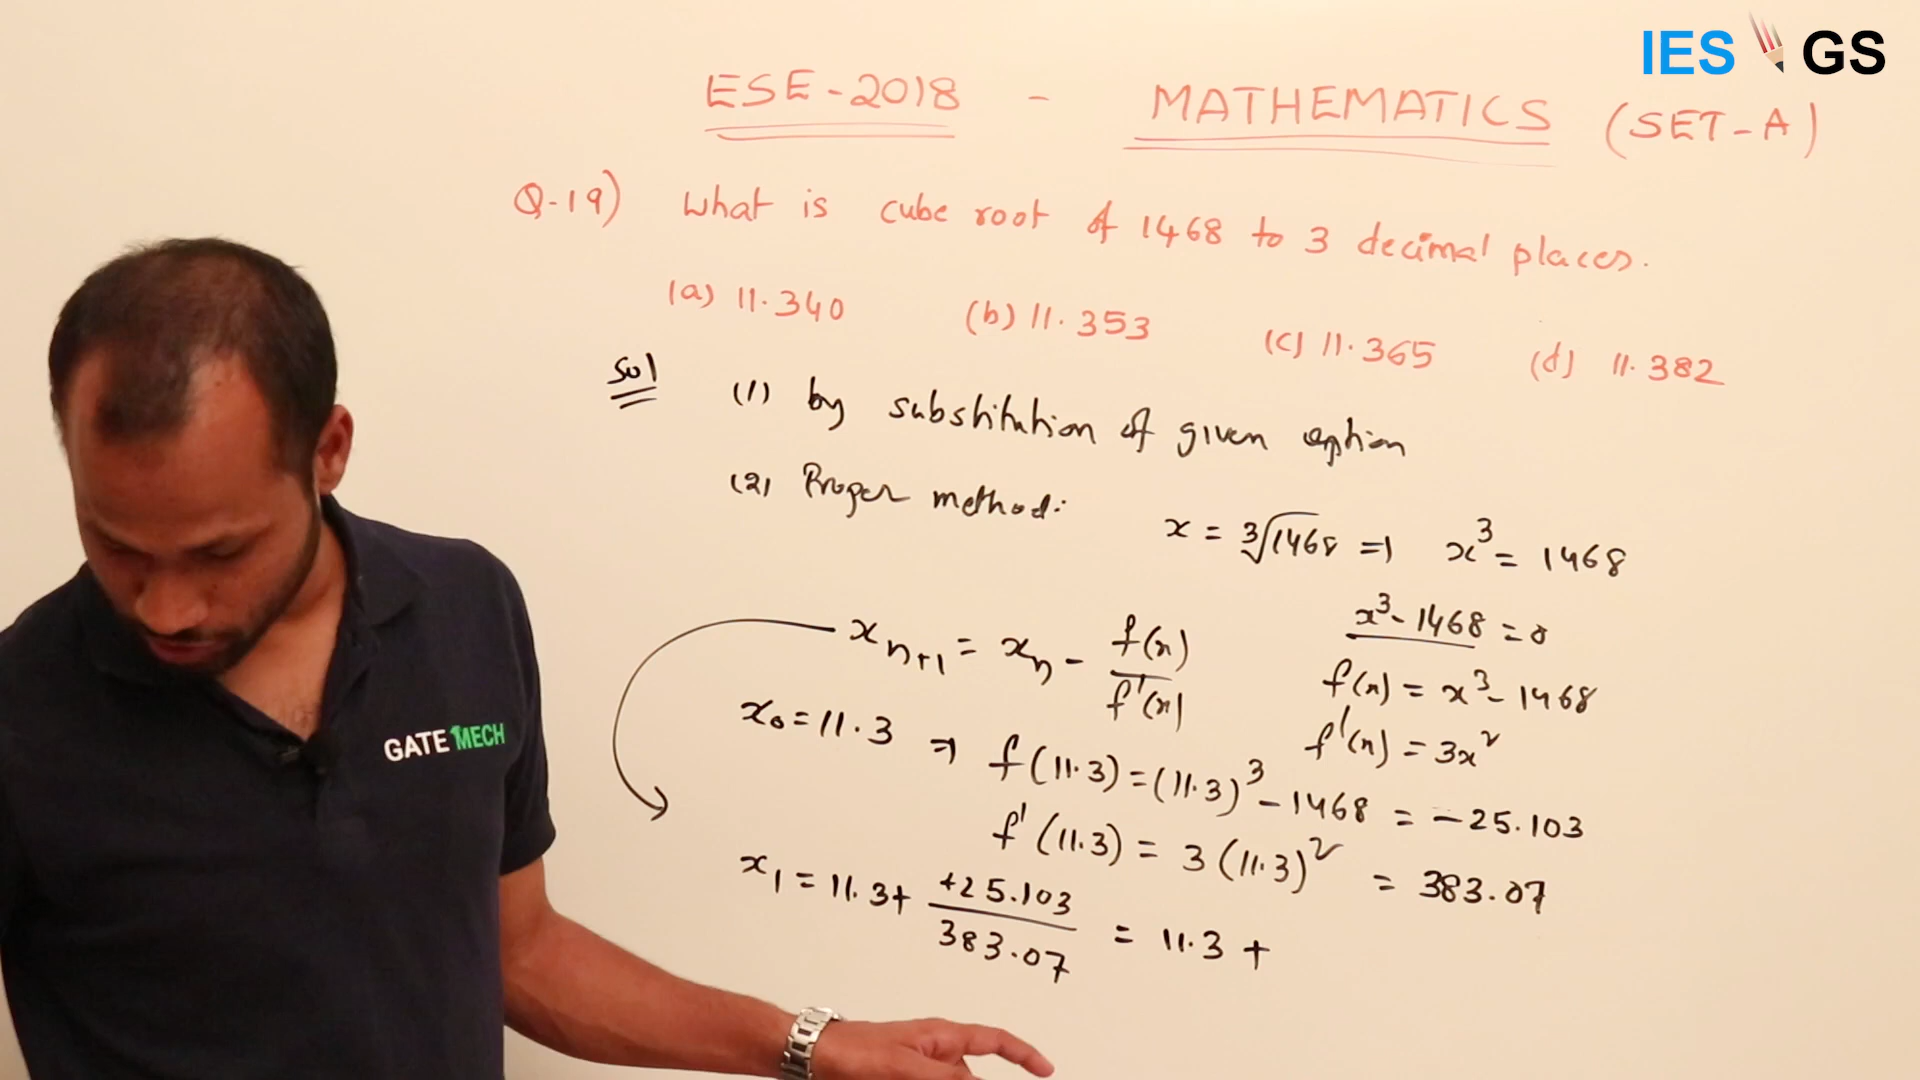 IES GS
ESE-2018 - MATHEMATICS (SET-A)
Q-19) What is cube root of 1468 to 3 decimal places.
(a) 11.340 (b) 11.353 (c) 11.365 (d) 11.382
Sol (1) by substitution of given option
(2) Proper method:
x = ∛1468 ⇒ x³ = 1468
x³ - 1468 = 0
xₙ₊₁ = xₙ - f(x)/f'(x)
f(x) = x³ - 1468
f'(x) = 3x²
x₀ = 11.3 ⇒ f(11.3) = (11.3)³ - 1468 = -25.103
f'(11.3) = 3(11.3)² = 383.07
x₁ = 11.3 + +25.103/383.07 = 11.3 +
GATE MECH